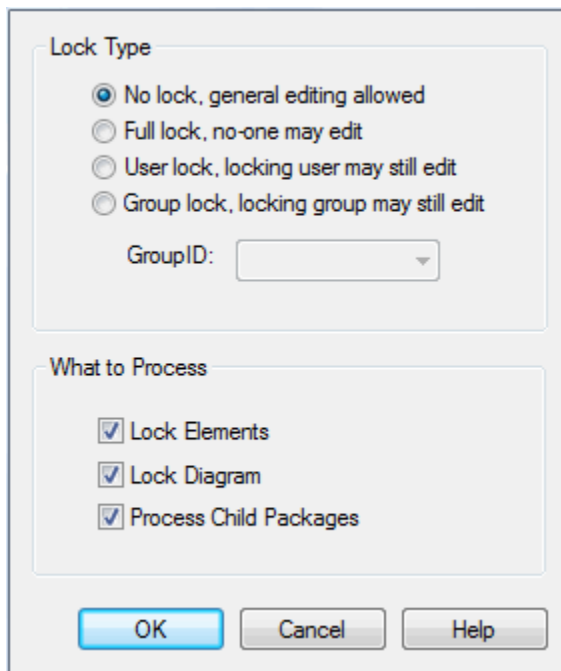 Lock Type
No lock, general editing allowed
Full lock, no-one may edit
User lock, locking user may still edit
Group lock, locking group may still edit
GroupID:
What to Process
Lock Elements
Lock Diagram
Process Child Packages
OK Cancel Help